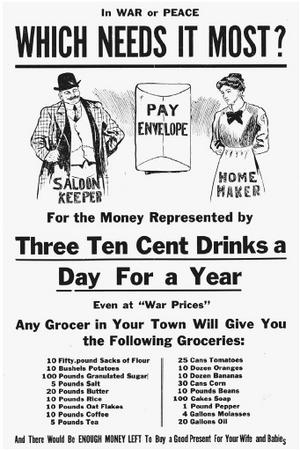 In WAR or PEACE
WHICH NEEDS IT MOST?
PAY
ENVELOPE
SALOON
KEEPER
HOME
MAKER
For the Money Represented by
Three Ten Cent Drinks a
Day For a Year
Even at "War Prices"
Any Grocer in Your Town Will Give You
the Following Groceries:
10 Fifty-pound Sacks of Flour
10 Bushels Potatoes
100 Pounds Granulated Sugar
5 Pounds Salt
20 Pounds Butter
10 Pounds Rice
10 Pounds Oat Flakes
10 Pounds Coffee
5 Pounds Tea
25 Cans Tomatoes
10 Dozen Oranges
10 Dozen Bananas
30 Cans Corn
10 Pounds Beans
100 Cakes Soap
1 Pound Pepper
4 Gallons Molasses
20 Gallons Oil
And There Would Be ENOUGH MONEY LEFT To Buy a Good Present For Your Wife and Babies